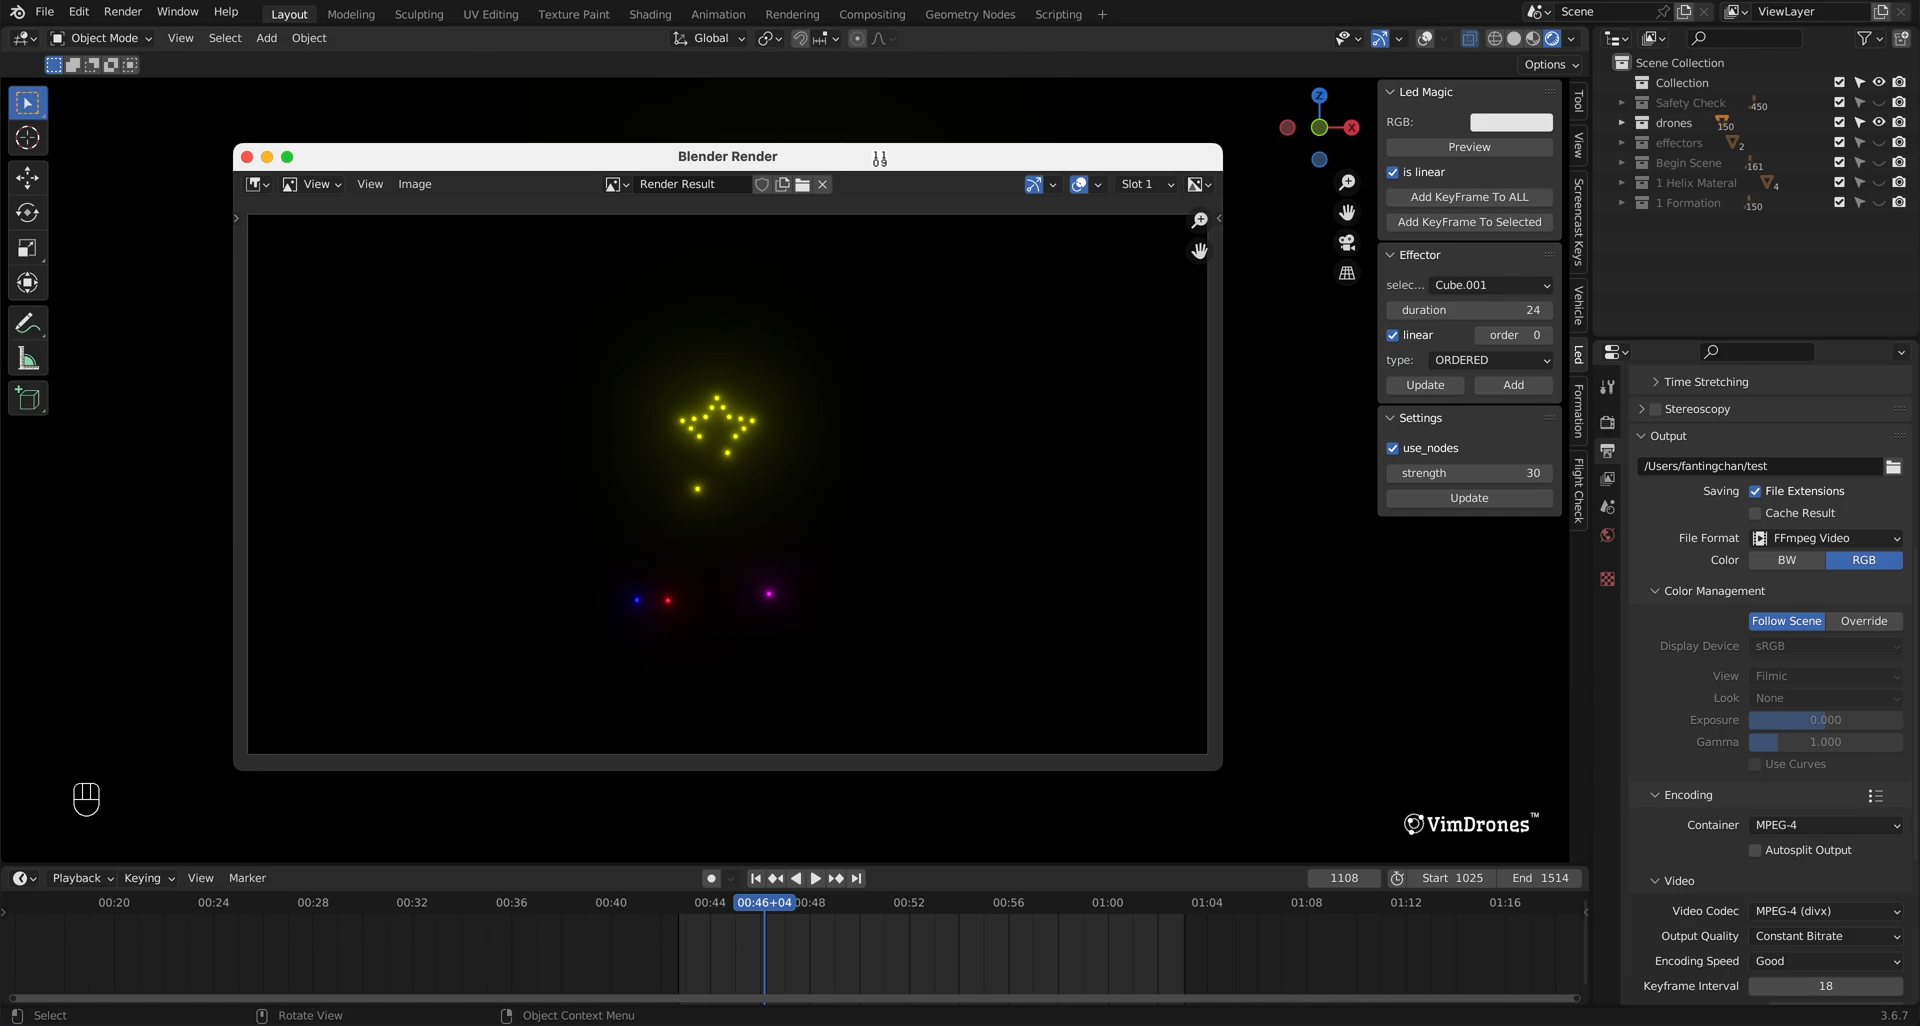 File Edit Render Window Help Layout Modeling Sculpting UV Editing Texture Paint Shading Animation Rendering Compositing Geometry Nodes Scripting + Scene ViewLayer
Object Mode View Select Add Object Global
Options
Scene Collection
Collection
Safety Check 450
drones 150
effectors 2
Begin Scene 161
1 Helix Materal 4
1 Formation 150
Led Magic
RGB:
Preview
is linear
Add KeyFrame To ALL
Add KeyFrame To Selected
Effector
selec... Cube.001
duration 24
linear order 0
type: ORDERED
Update Add
Settings
use_nodes
strength 30
Update
Tool
View
Screencast Keys
Vehicle
Led
Formation
Flight Check
Z
X
Blender Render
11
09
View View Image Render Result Slot 1
VimDrones™
Time Stretching
Stereoscopy
Output
/Users/fantingchan/test
Saving File Extensions
Cache Result
File Format FFmpeg Video
Color BW RGB
Color Management
Follow Scene Override
Display Device sRGB
View Filmic
Look None
Exposure 0.000
Gamma 1.000
Use Curves
Encoding
Container MPEG-4
Autosplit Output
Video
Video Codec MPEG-4 (divx)
Output Quality Constant Bitrate
Encoding Speed Good
Keyframe Interval 18
Playback Keying View Marker 1108 Start 1025 End 1514
00:20 00:24 00:28 00:32 00:36 00:40 00:44 00:46+04 00:48 00:52 00:56 01:00 01:04 01:08 01:12 01:16
Select Rotate View Object Context Menu 3.6.7